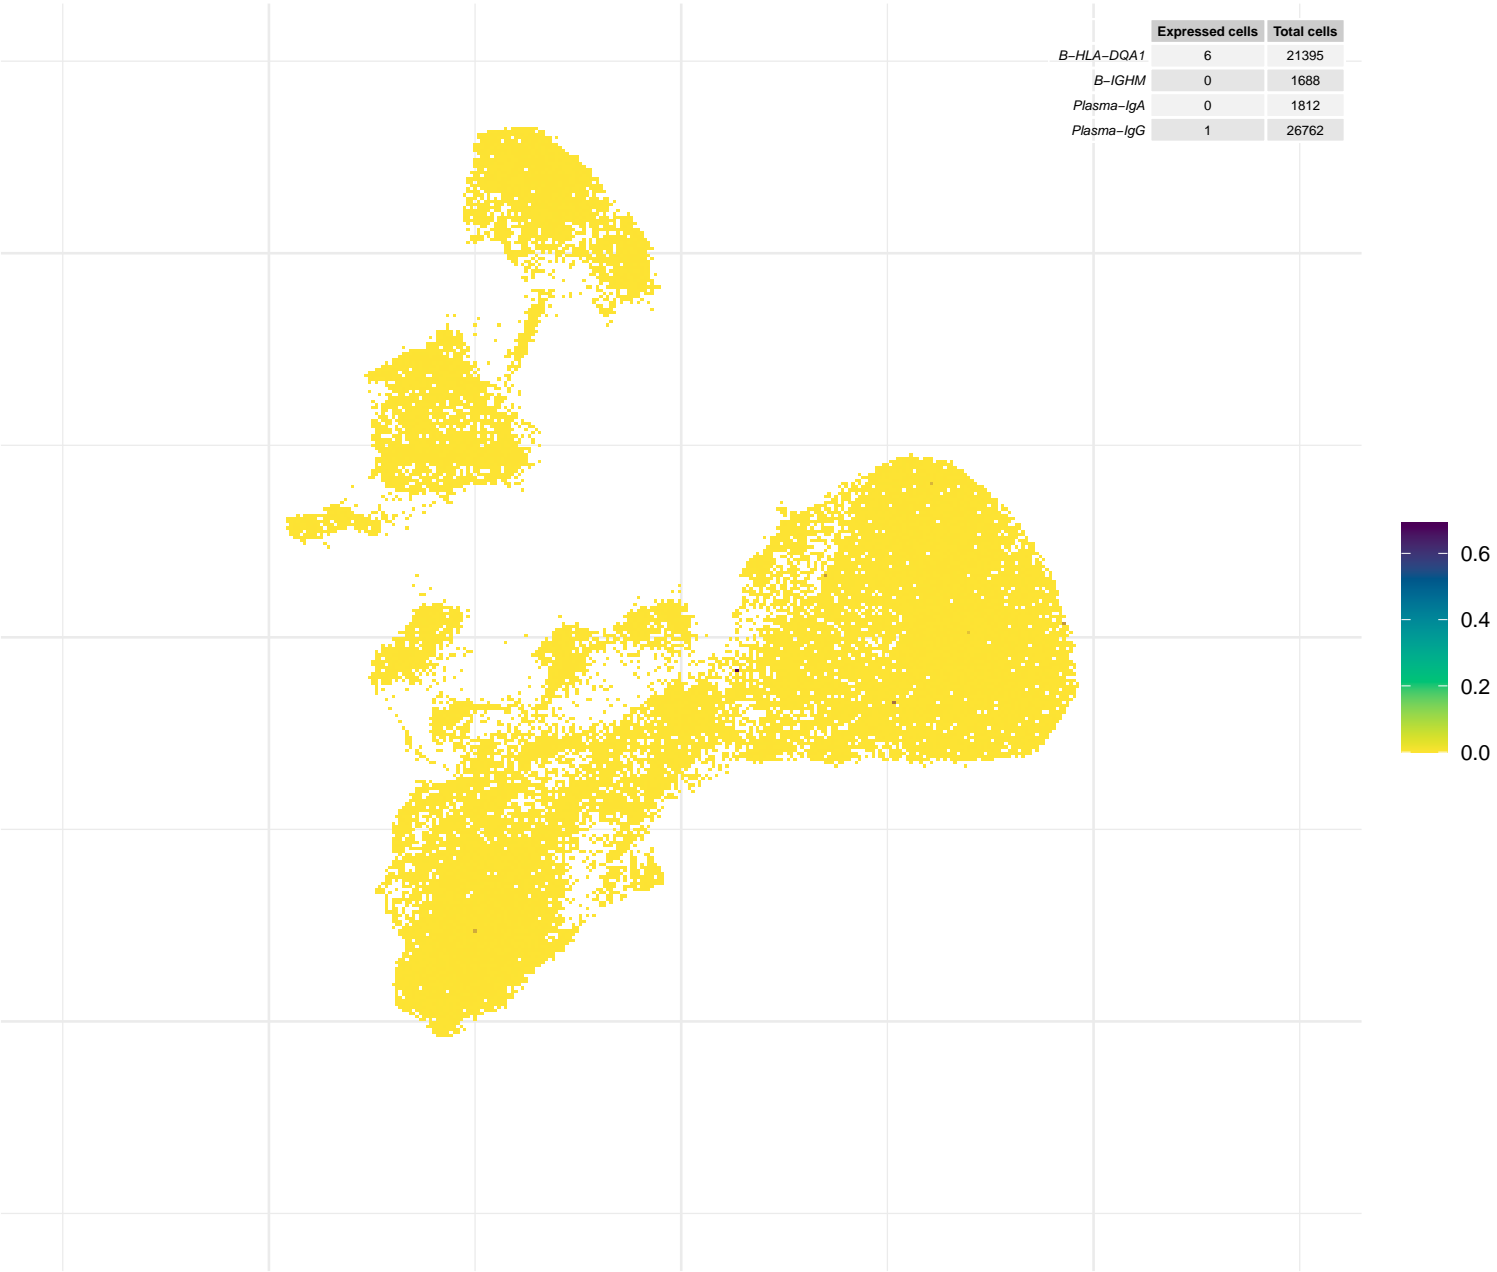 Expressed cells Total cells
B−HLA−DQA1 6 21395
B−IGHM 0 1688
Plasma−IgA 0 1812
Plasma−IgG 1 26762
0.6
0.4
0.2
0.0